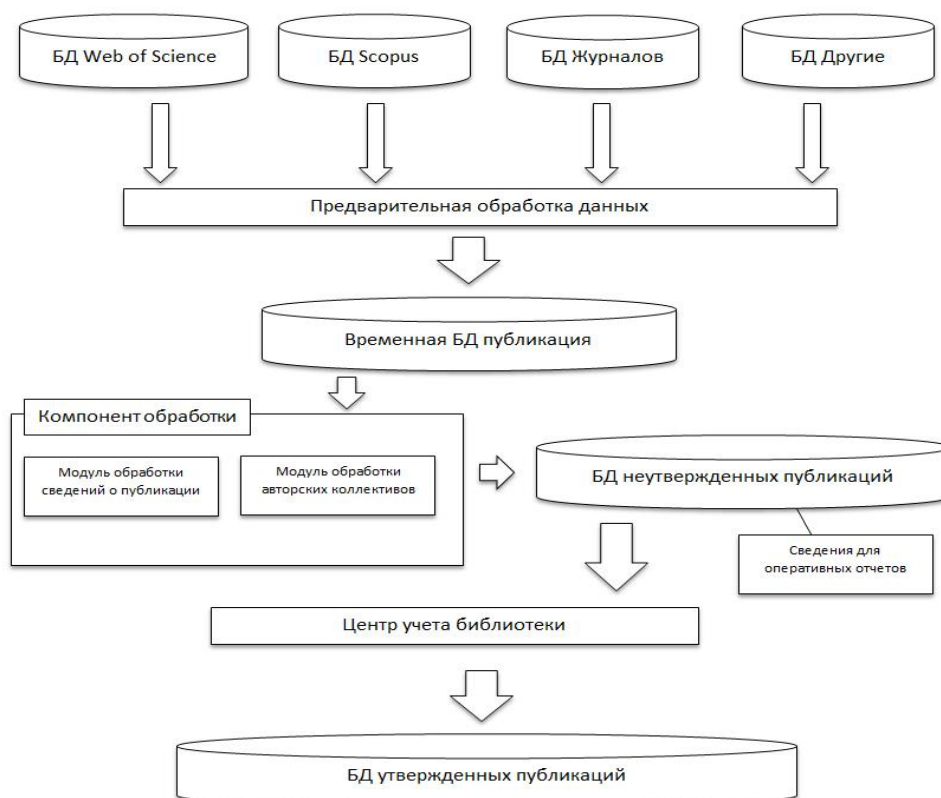 БД Web of Science
БД Scopus
БД Журналов
БД Другие
Предварительная обработка данных
Временная БД публикация
Компонент обработки
Модуль обработки
сведений о публикации
Модуль обработки
авторских коллективов
БД неутвержденных публикаций
Сведения для
оперативных отчетов
Центр учета библиотеки
БД утвержденных публикаций